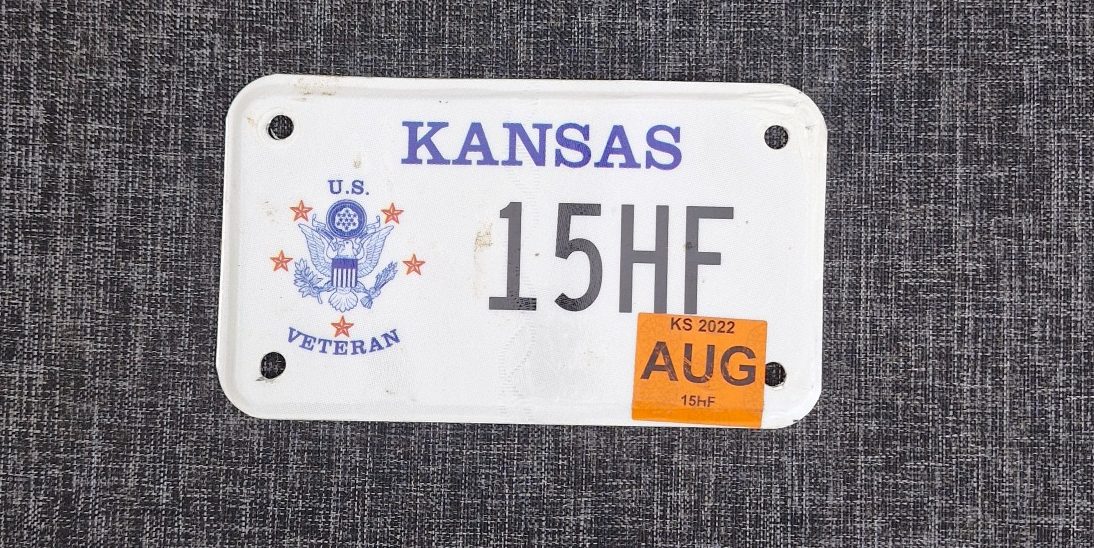 KANSAS
U.S.
VETERAN
15HF
KS 2022
AUG
15HF